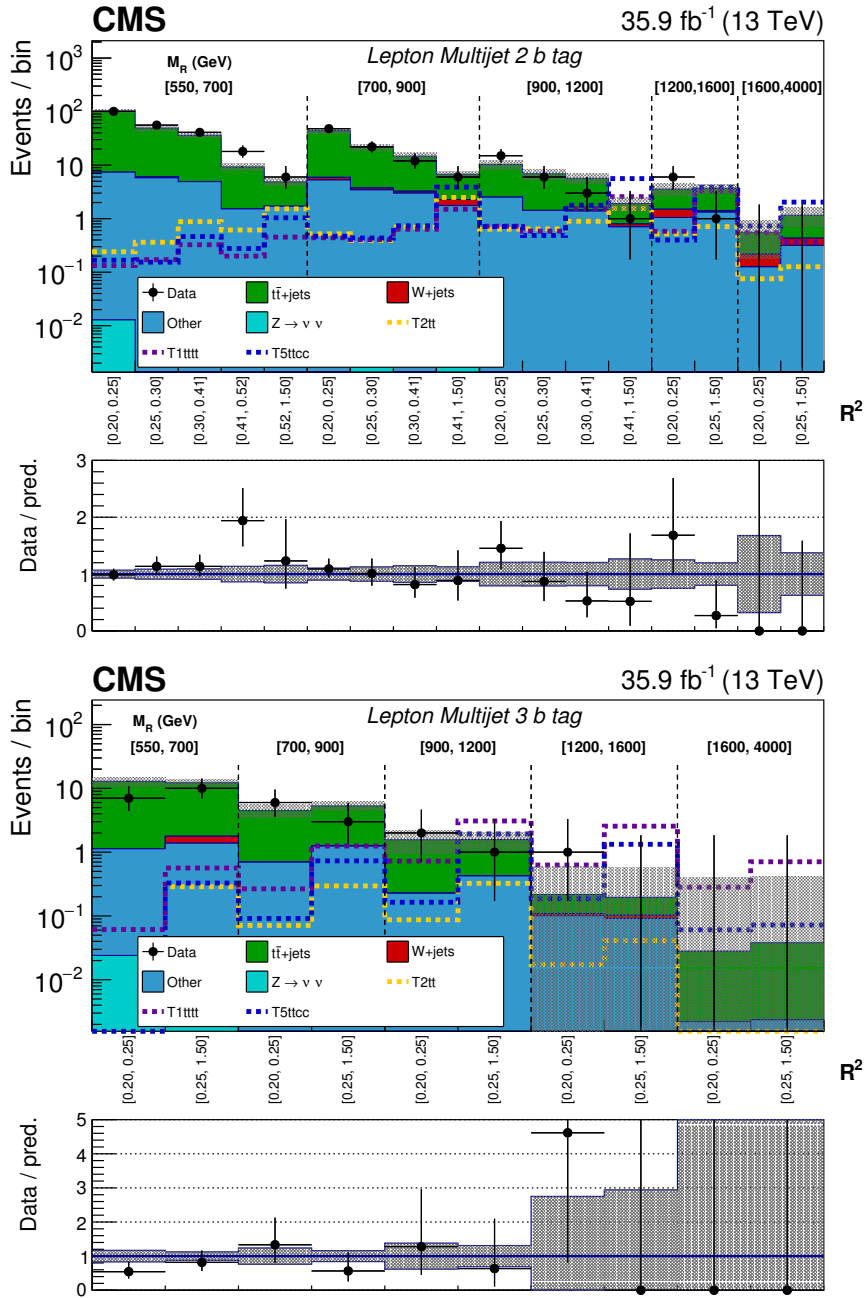 CMS 35.9 fb⁻¹ (13 TeV)
Events / bin
10³
10²
10
1
10⁻¹
10⁻²
M_R (GeV) Lepton Multijet 2 b tag
[550, 700] [700, 900] [900, 1200] [1200,1600] [1600,4000]
Data tt̄+jets W+jets
Other Z → ν ν T2tt
T1tttt T5ttcc
[0.20, 0.25] [0.25, 0.30] [0.30, 0.41] [0.41, 0.52] [0.52, 1.50] [0.20, 0.25] [0.25, 0.30] [0.30, 0.41] [0.41, 1.50] [0.20, 0.25] [0.25, 0.30] [0.30, 0.41] [0.41, 1.50] [0.20, 0.25] [0.25, 1.50] [0.20, 0.25] [0.25, 1.50]
R²
Data / pred.
3
2
1
0
CMS 35.9 fb⁻¹ (13 TeV)
Events / bin
10²
10
1
10⁻¹
10⁻²
M_R (GeV) Lepton Multijet 3 b tag
[550, 700] [700, 900] [900, 1200] [1200, 1600] [1600, 4000]
Data tt̄+jets W+jets
Other Z → ν ν T2tt
T1tttt T5ttcc
[0.20, 0.25] [0.25, 1.50] [0.20, 0.25] [0.25, 1.50] [0.20, 0.25] [0.25, 1.50] [0.20, 0.25] [0.25, 1.50] [0.20, 0.25] [0.25, 1.50]
R²
Data / pred.
5
4
3
2
1
0